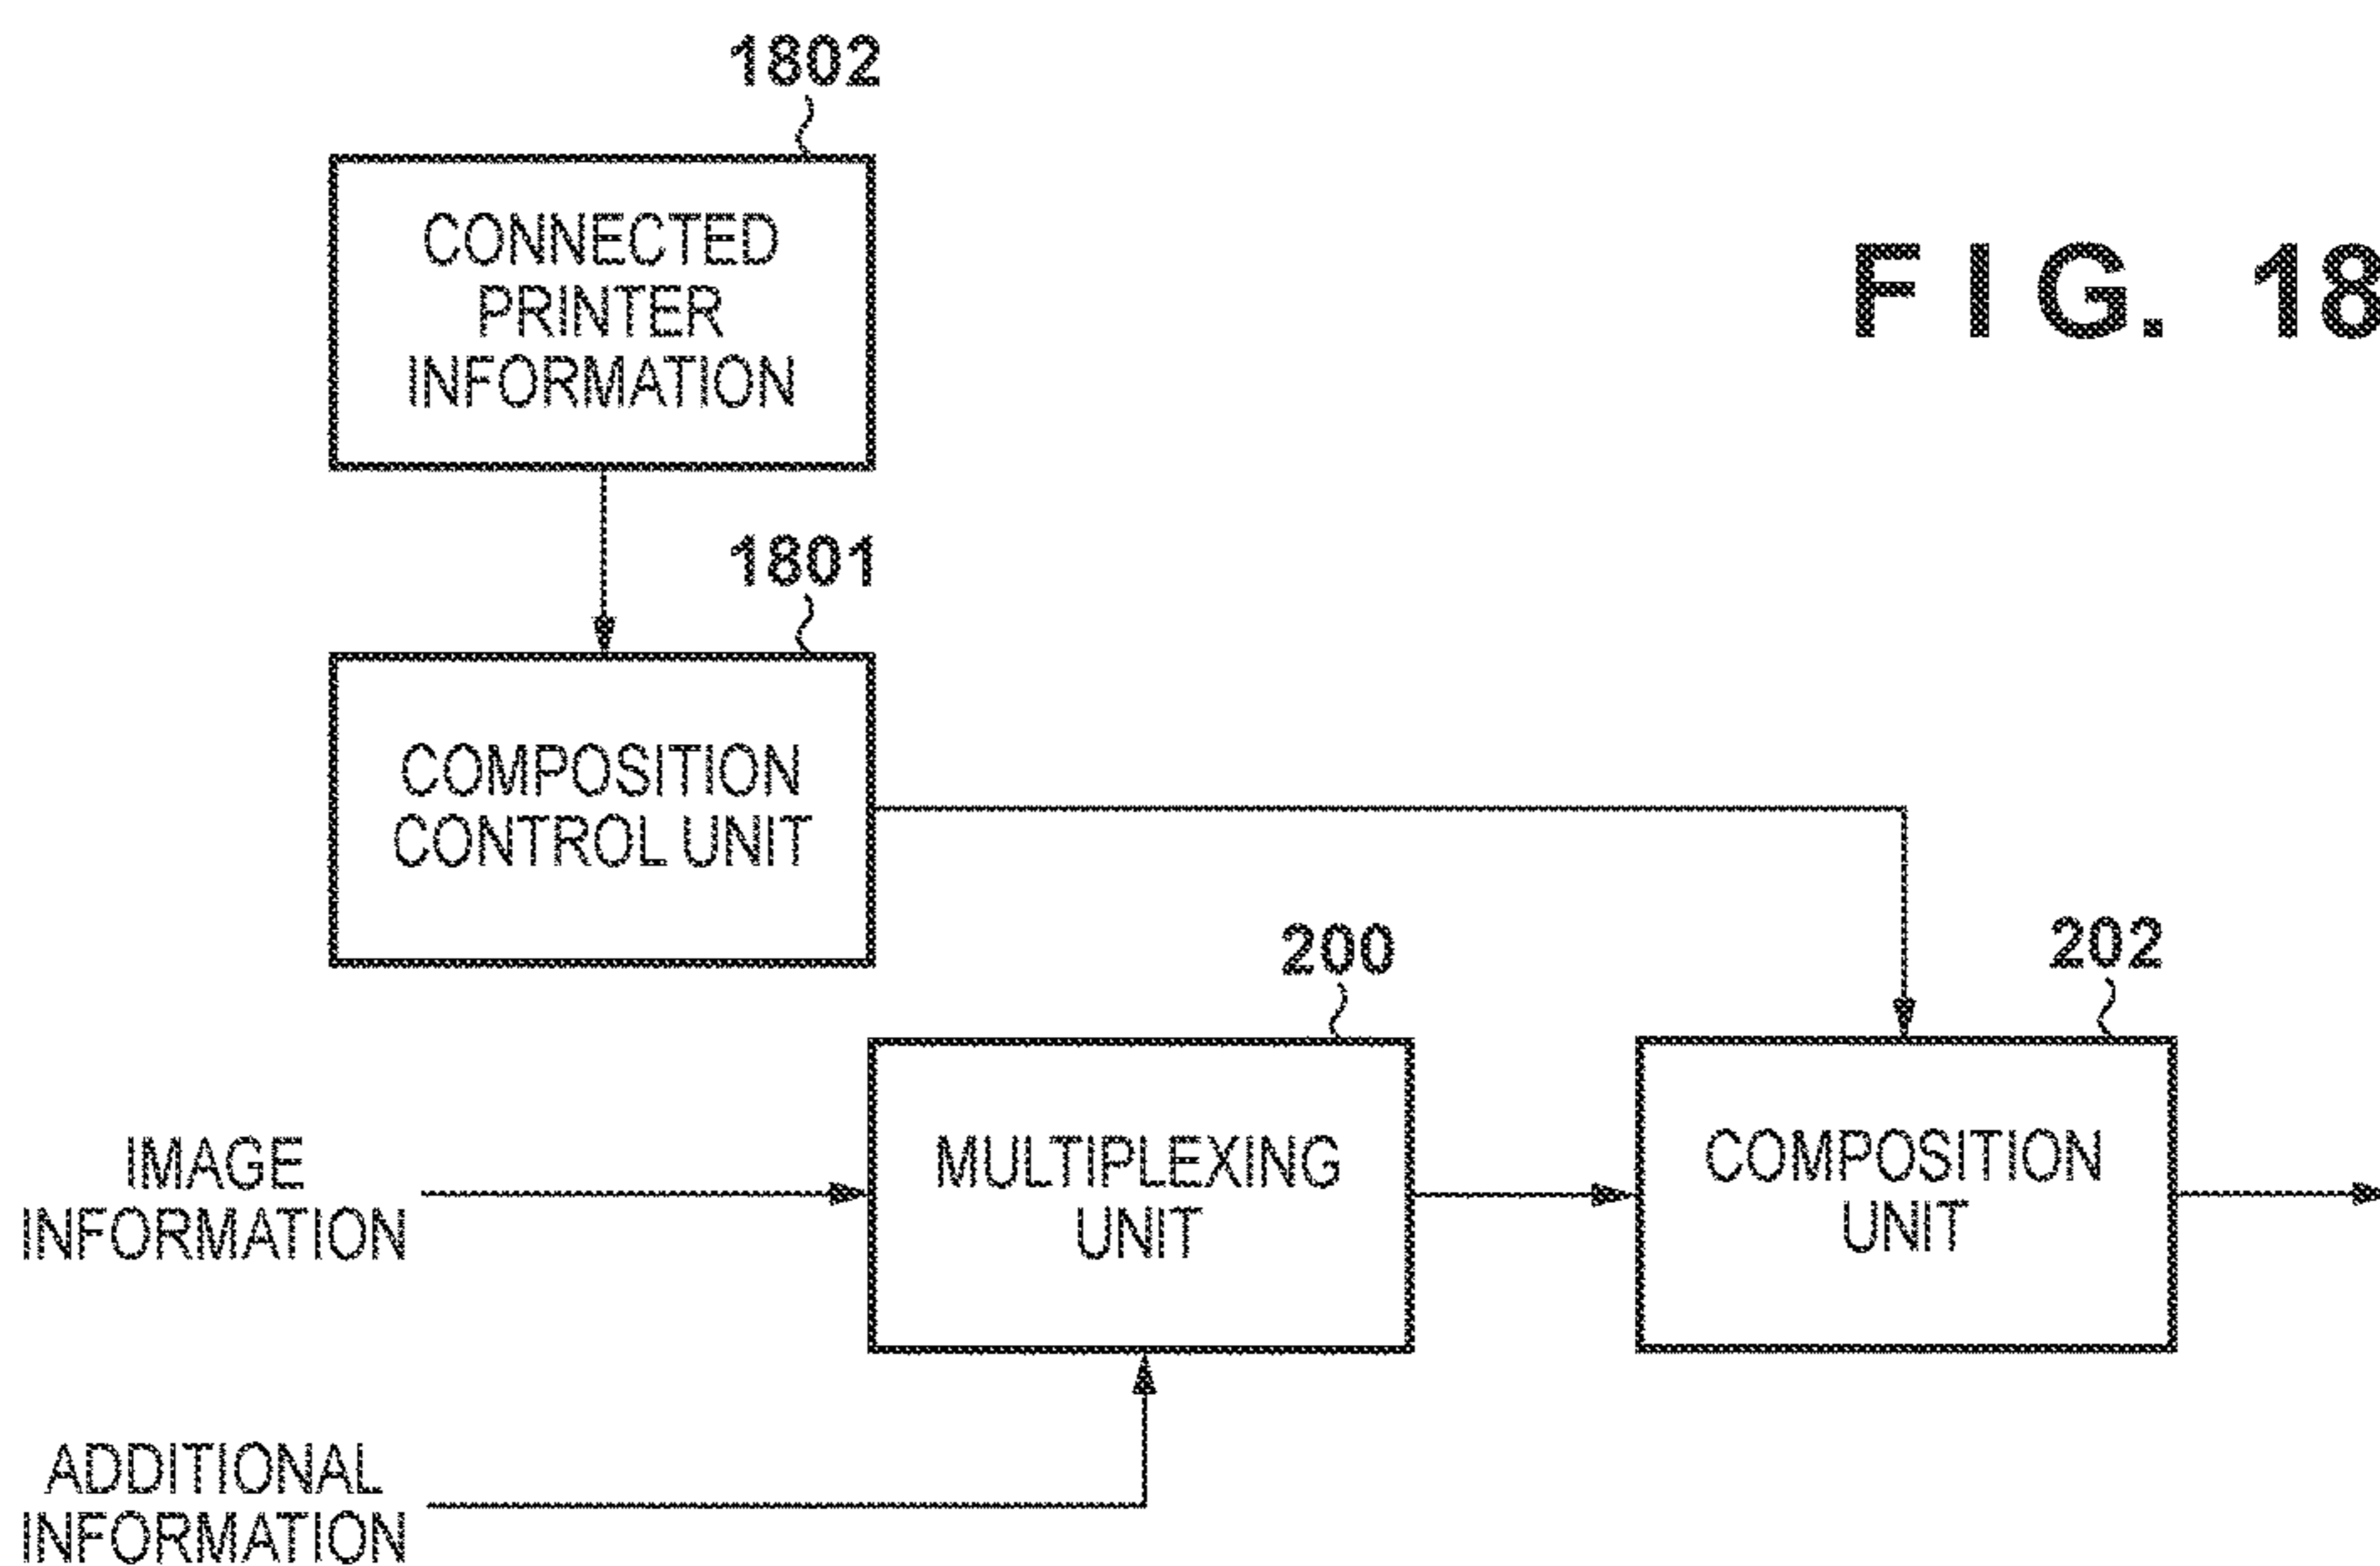 1802
CONNECTED
PRINTER
INFORMATION
FIG. 18
1801
COMPOSITION
CONTROL UNIT
200
202
IMAGE
INFORMATION
MULTIPLEXING
UNIT
COMPOSITION
UNIT
ADDITIONAL
INFORMATION